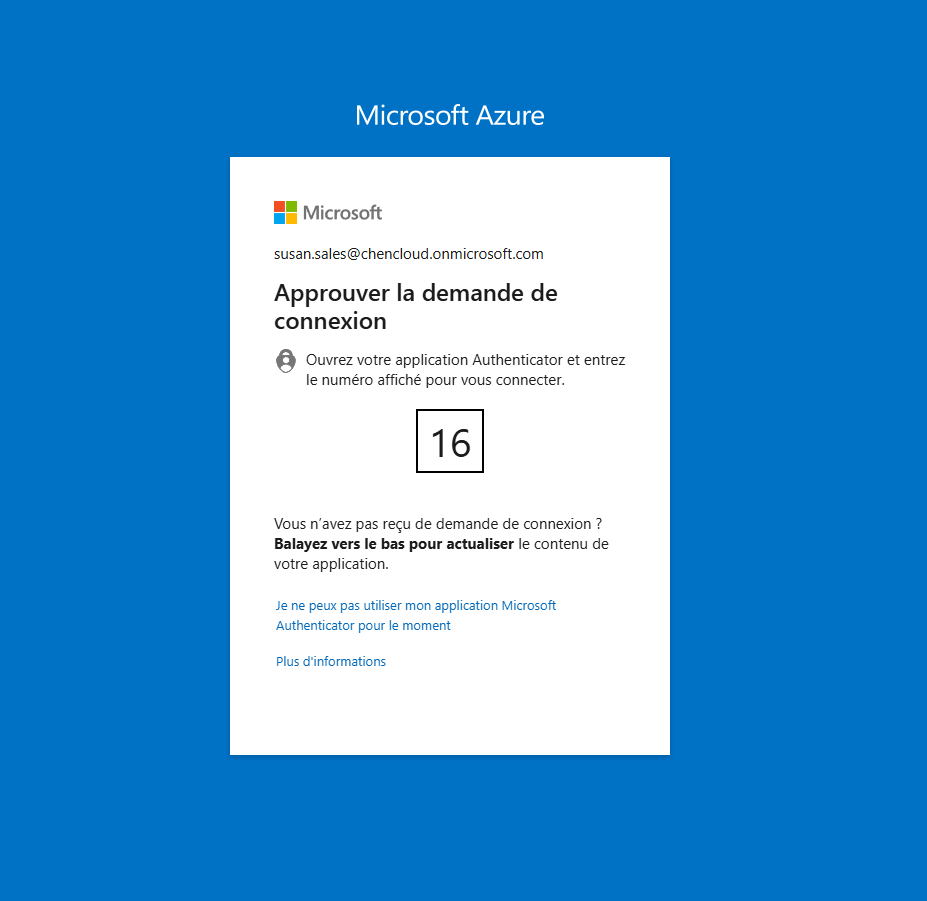 Microsoft Azure
Microsoft
susan.sales@chencloud.onmicrosoft.com
Approuver la demande de
connexion
Ouvrez votre application Authenticator et entrez
le numéro affiché pour vous connecter.
16
Vous n'avez pas reçu de demande de connexion ?
Balayez vers le bas pour actualiser le contenu de
votre application.
Je ne peux pas utiliser mon application Microsoft
Authenticator pour le moment
Plus d'informations